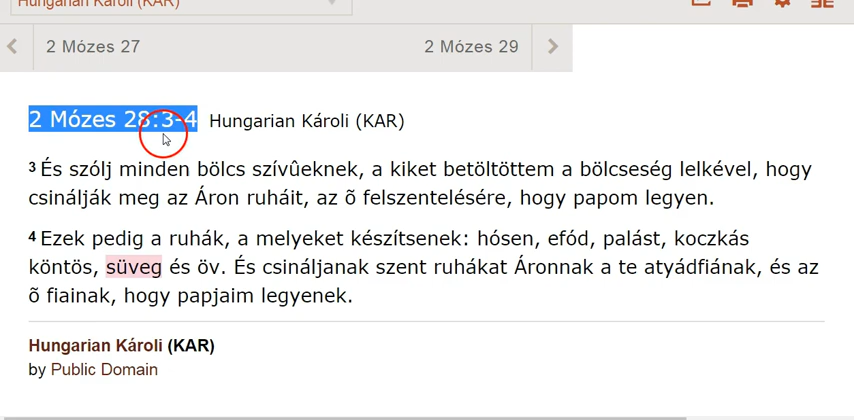 Hungarian Károli (KAR)
2 Mózes 27
2 Mózes 29
2 Mózes 28:3-4 Hungarian Károli (KAR)
3 És szólj minden bölcs szívûeknek, a kiket betöltöttem a bölcseség lelkével, hogy
csinálják meg az Áron ruháit, az õ felszentelésére, hogy papom legyen.
4 Ezek pedig a ruhák, a melyeket készítsenek: hósen, efód, palást, koczkás
köntös, süveg és öv. És csináljanak szent ruhákat Áronnak a te atyádfiának, és az
õ fiainak, hogy papjaim legyenek.
Hungarian Károli (KAR)
by Public Domain